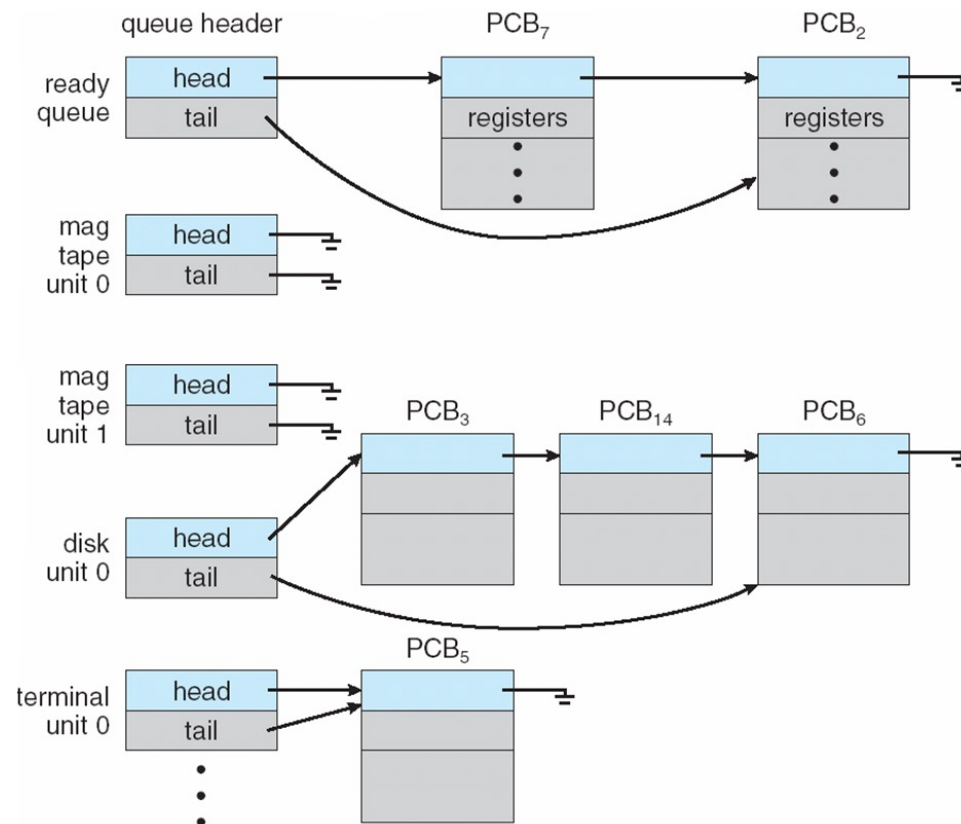 queue header
PCB₇
PCB₂
ready
queue
head
tail
registers
registers
mag
tape
unit 0
head
tail
mag
tape
unit 1
head
tail
PCB₃
PCB₁₄
PCB₆
disk
unit 0
head
tail
PCB₅
terminal
unit 0
head
tail